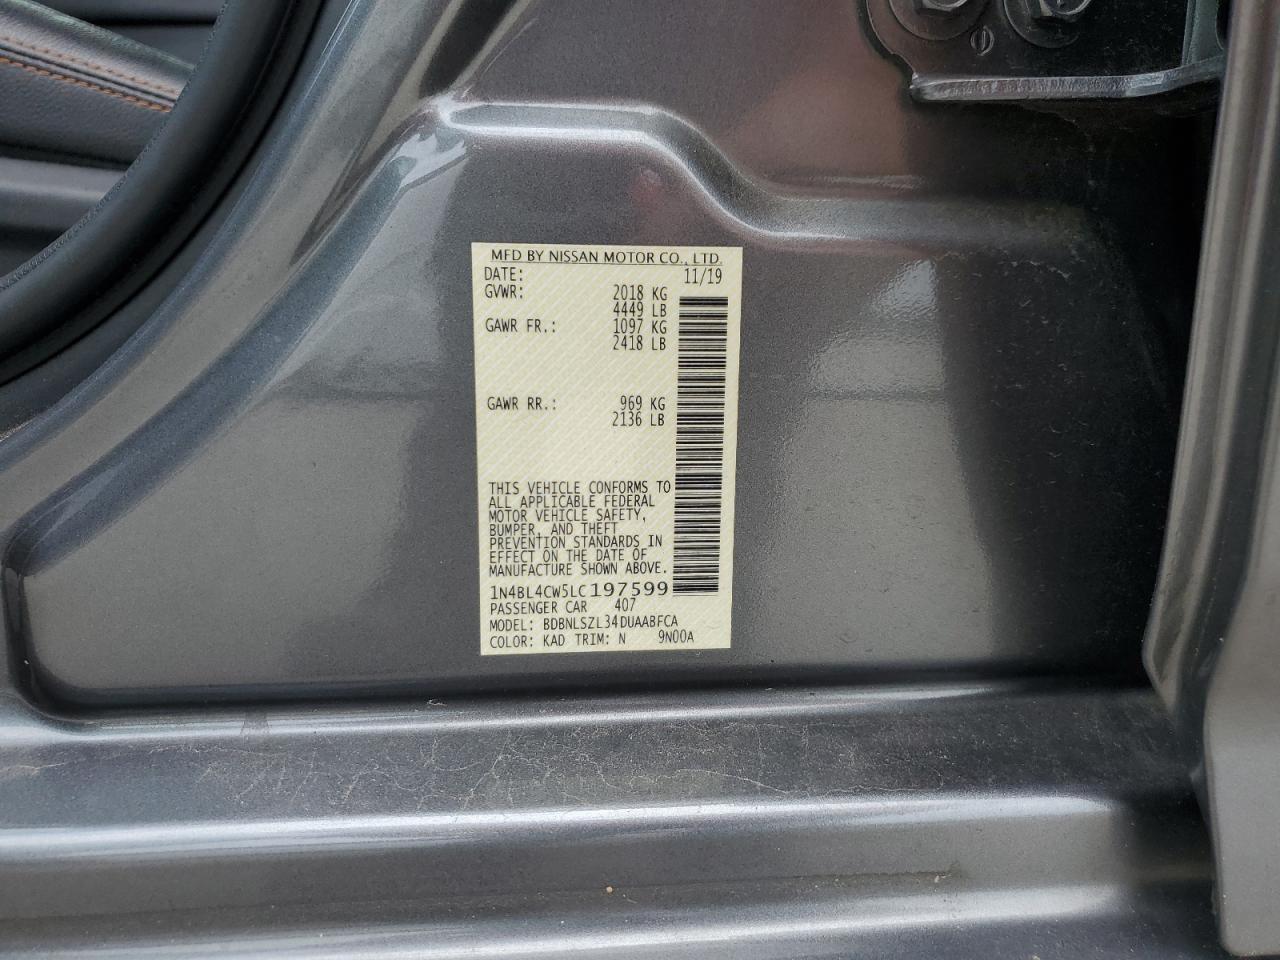 MFD BY NISSAN MOTOR CO., LTD.
DATE: 11/19
GVWR: 2018 KG
4449 LB
GAWR FR.: 1097 KG
2418 LB
GAWR RR.: 969 KG
2136 LB
THIS VEHICLE CONFORMS TO
ALL APPLICABLE FEDERAL
MOTOR VEHICLE SAFETY,
BUMPER, AND THEFT
PREVENTION STANDARDS IN
EFFECT ON THE DATE OF
MANUFACTURE SHOWN ABOVE.
1N4BL4CW5LC197599
PASSENGER CAR 407
MODEL: BDBNLSZL34DUAABFCA
COLOR: KAD TRIM: N 9N00A